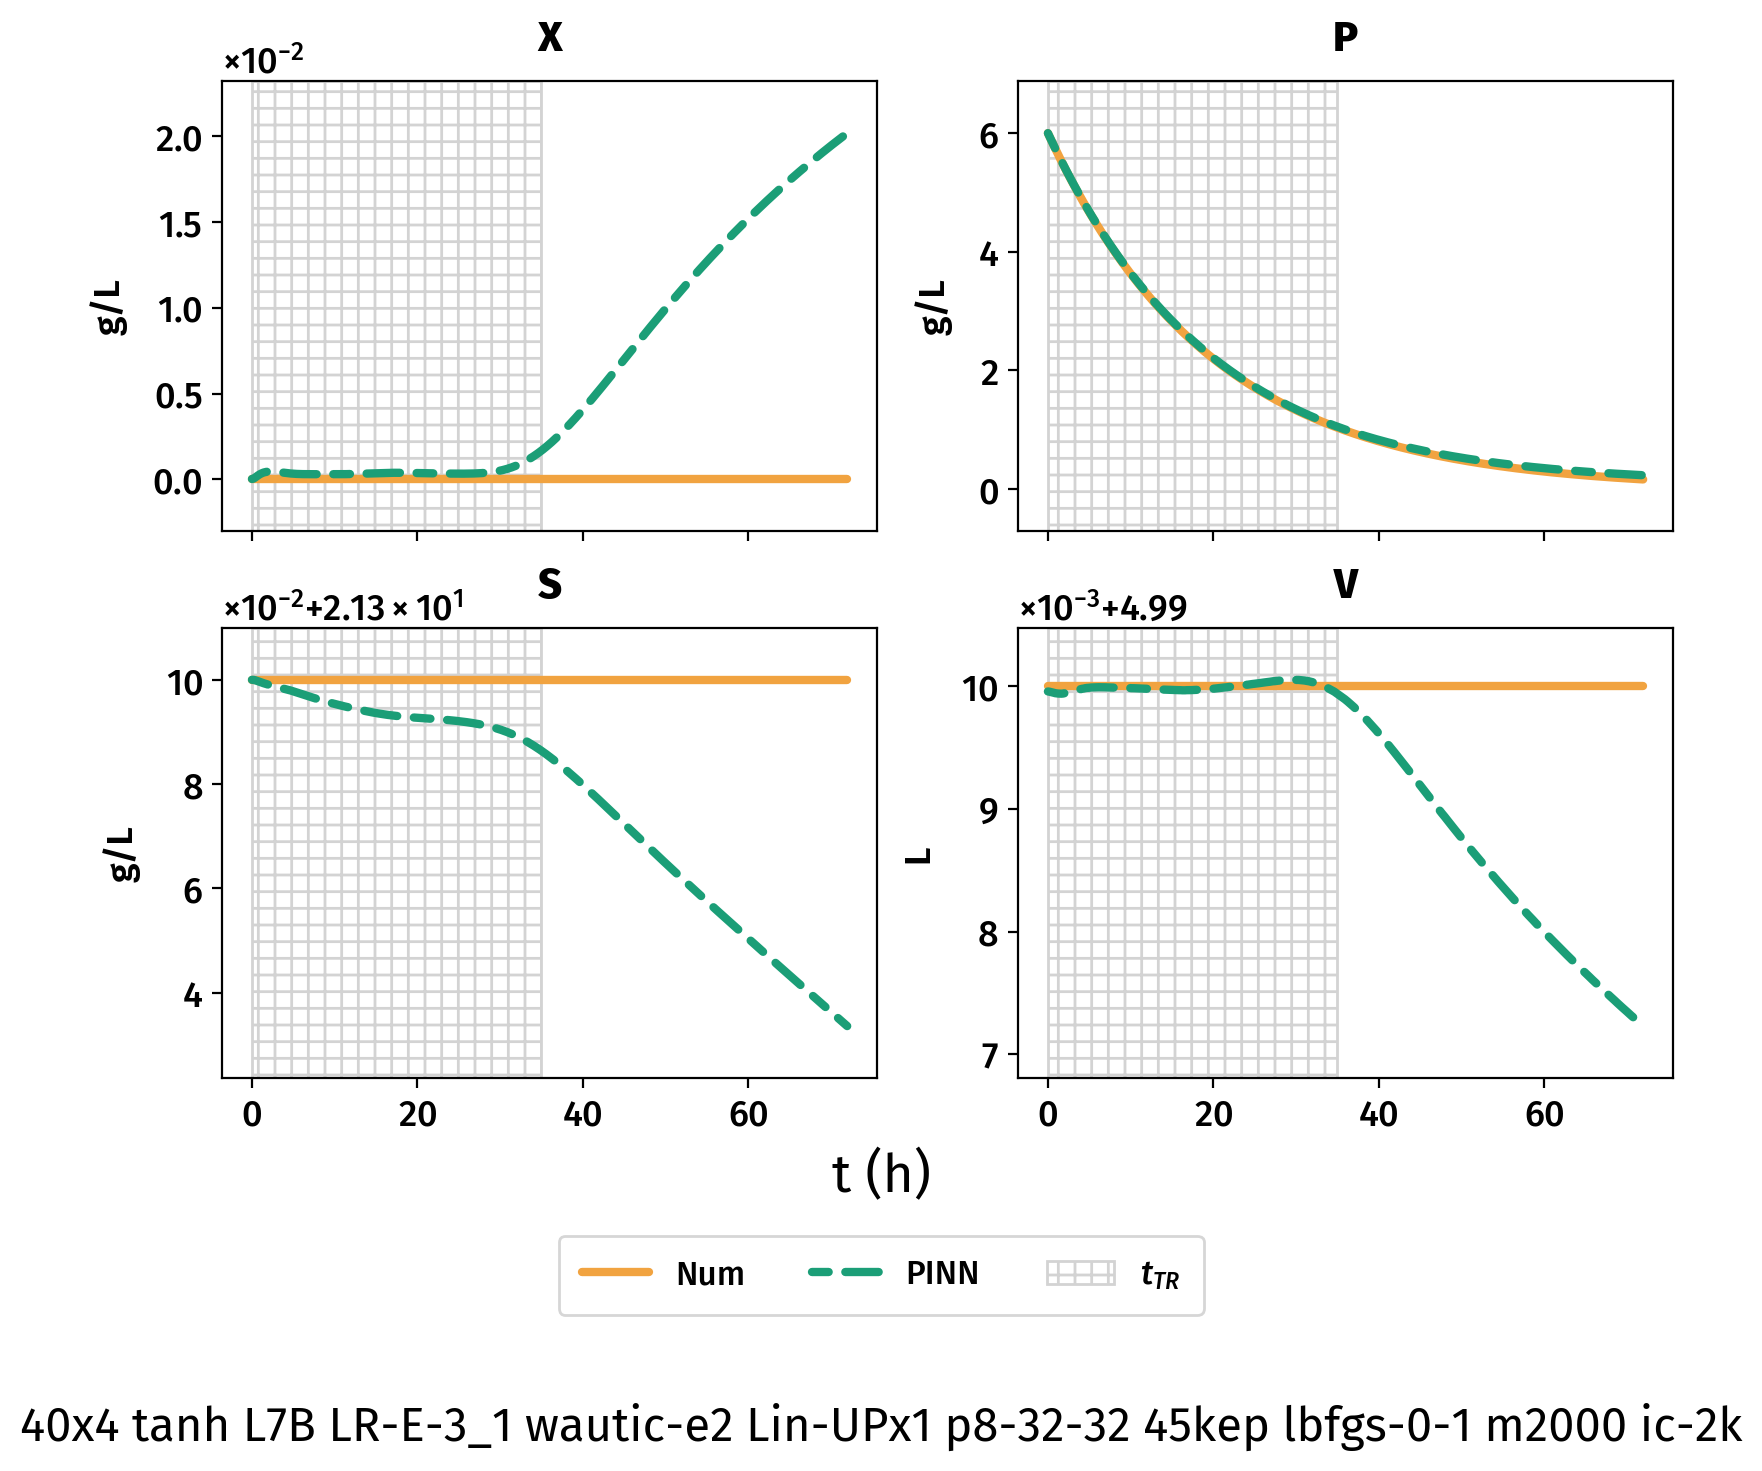 X
P
×10⁻²
2.0
1.5
1.0
0.5
0.0
g/L
6
4
2
0
g/L
S
V
×10⁻²+2.13 × 10¹
×10⁻³+4.99
10
8
6
4
g/L
10
9
8
7
L
0 20 40 60
0 20 40 60
t (h)
Num PINN t_TR
40x4 tanh L7B LR-E-3_1 wautic-e2 Lin-UPx1 p8-32-32 45kep lbfgs-0-1 m2000 ic-2k